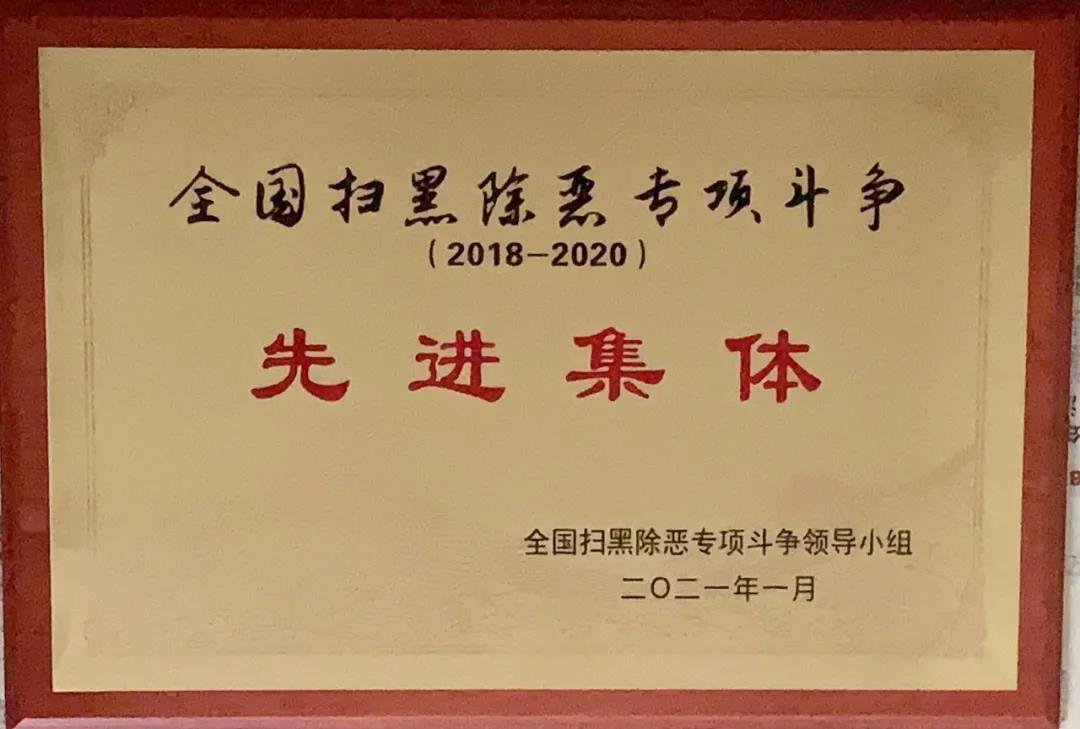 全国扫黑除恶专项斗争
（2018－2020）
先进集体
全国扫黑除恶专项斗争领导小组
二〇二一年一月